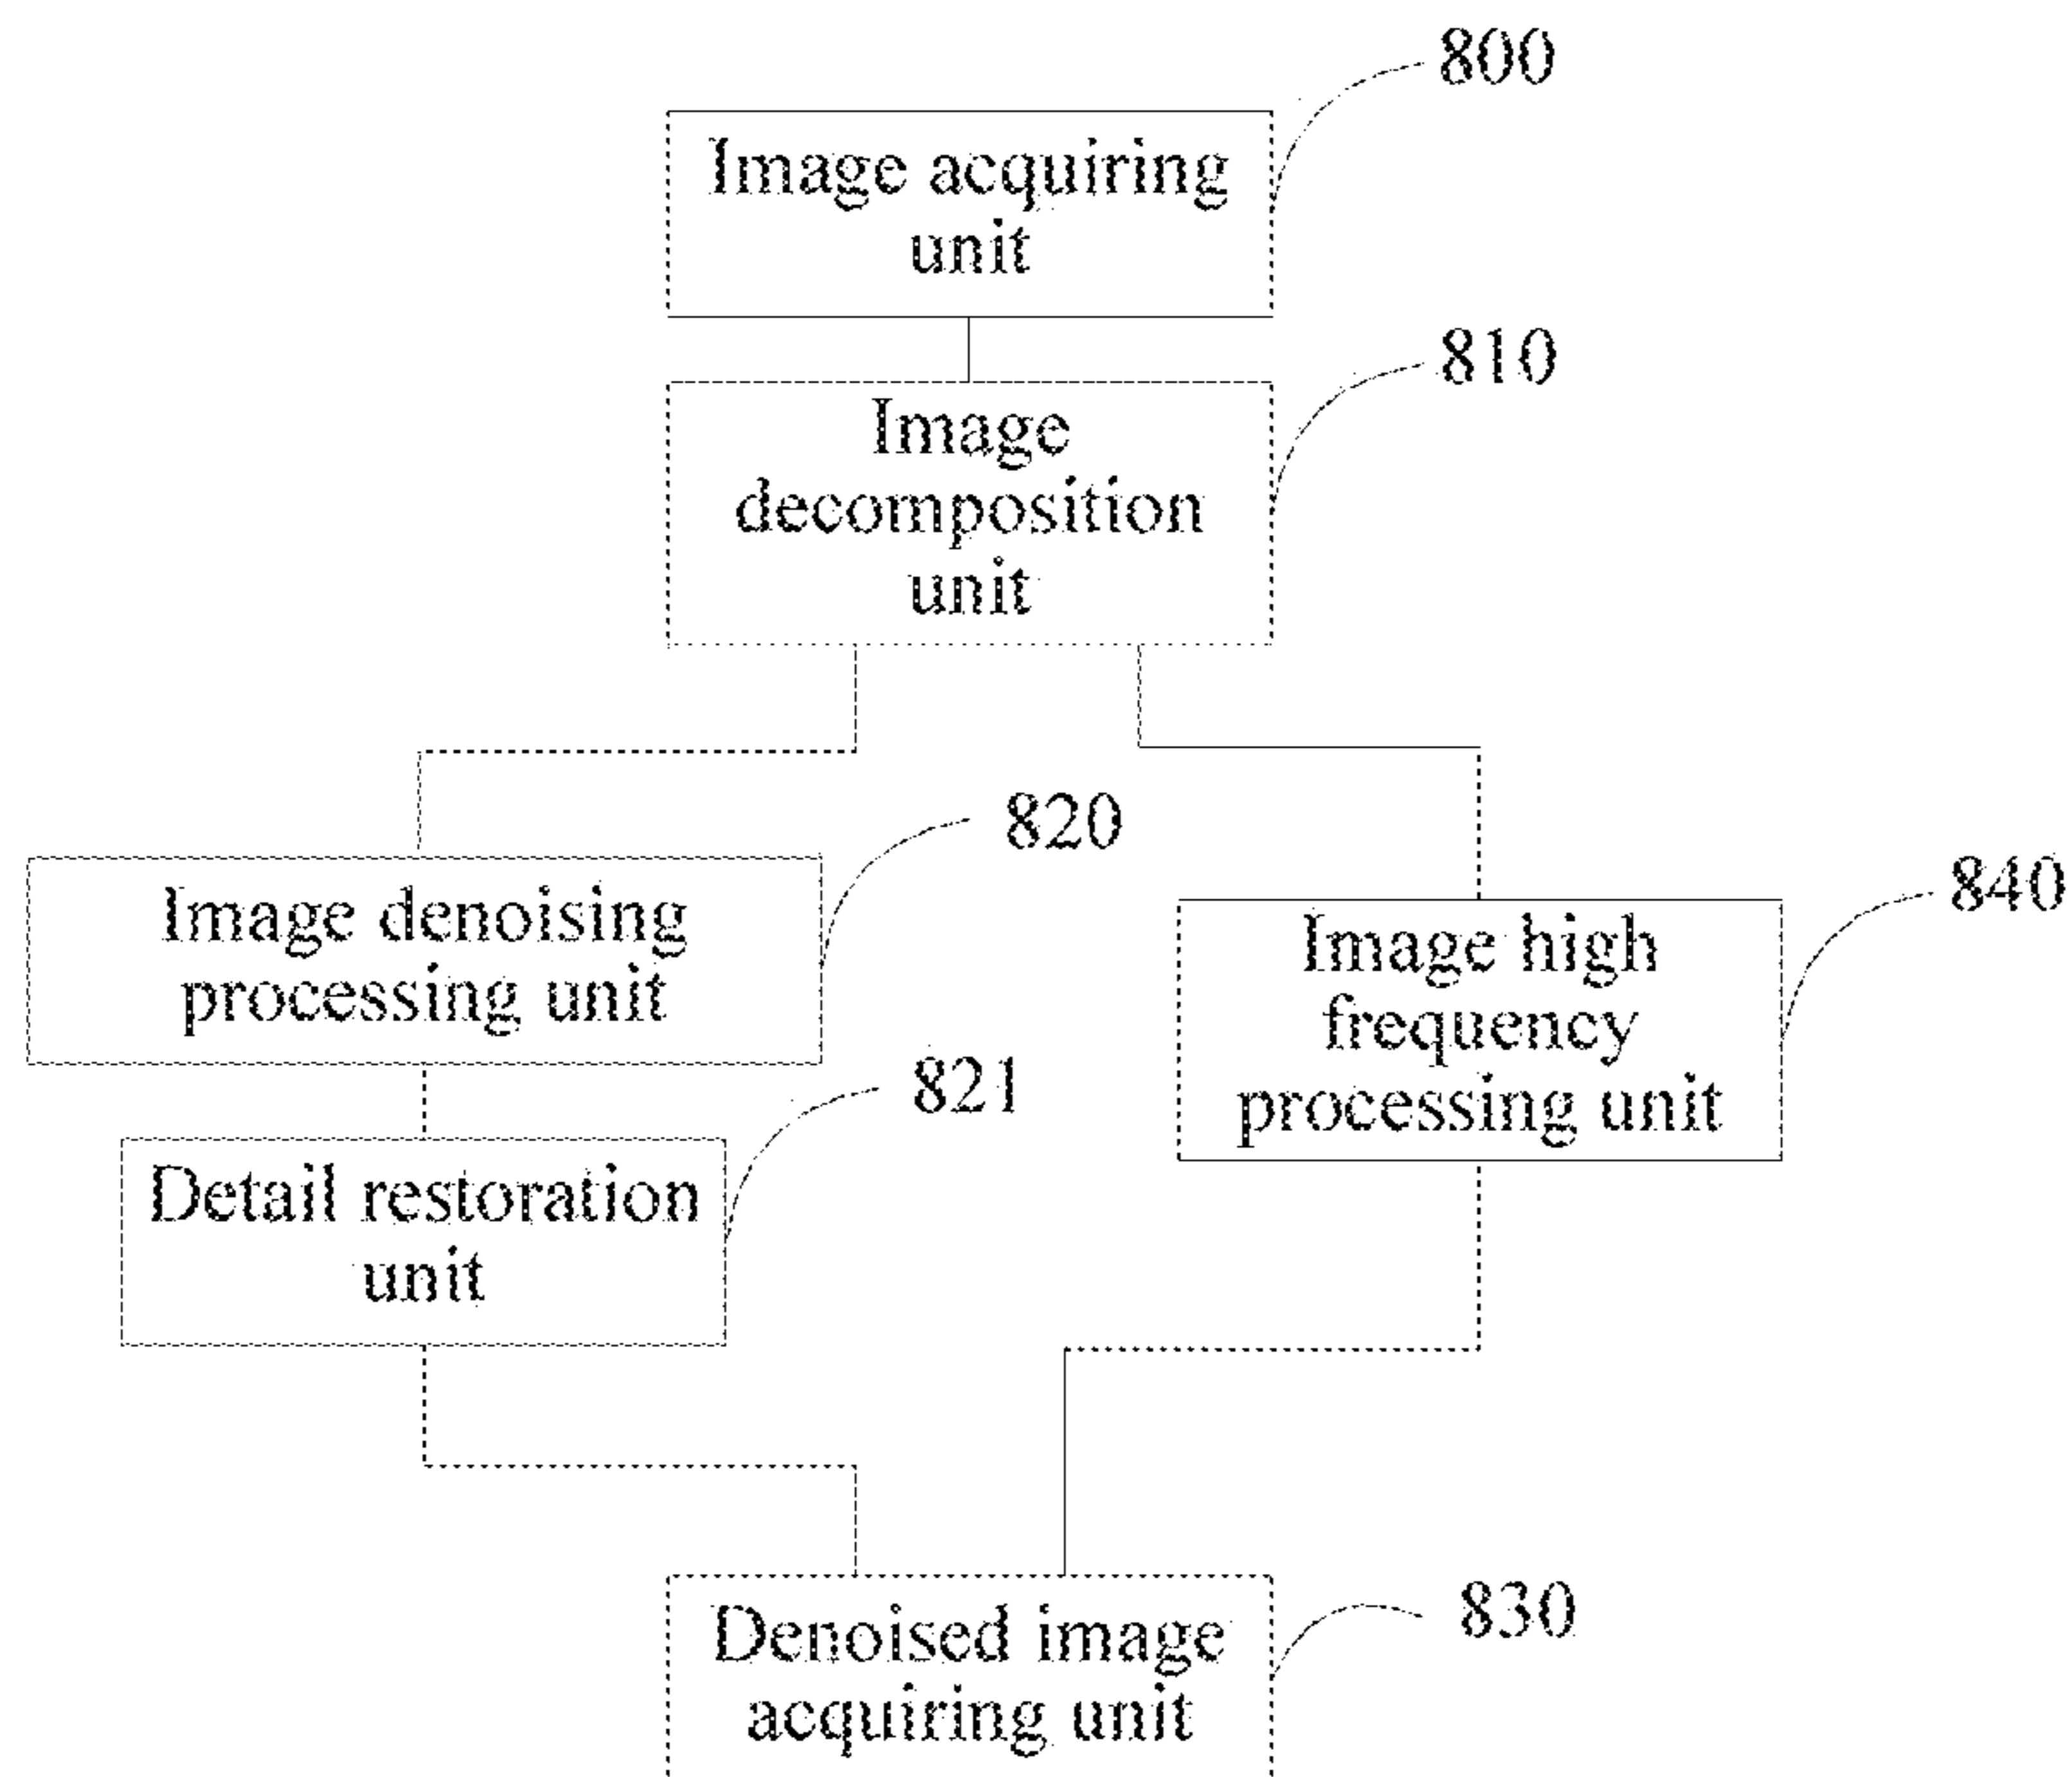 800
Image acquiring
unit
810
Image
decomposition
unit
820
Image denoising
processing unit
840
Image high
frequency
processing unit
821
Detail restoration
unit
830
Denoised image
acquiring unit